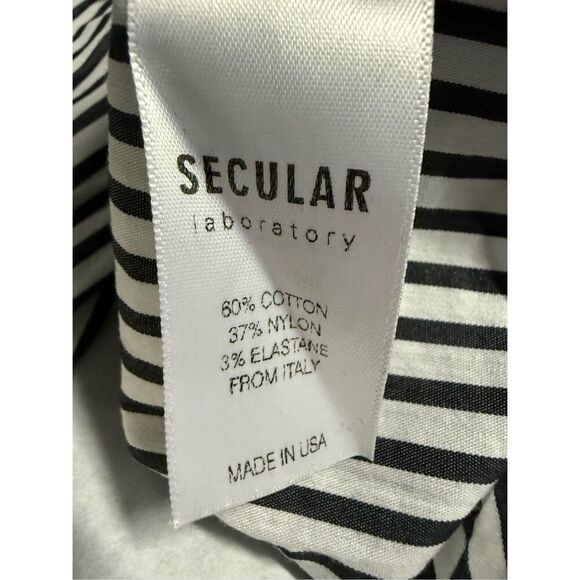 SECULAR
laboratory
60% COTTON
37% NYLON
3% ELASTANE
FROM ITALY
MADE IN USA